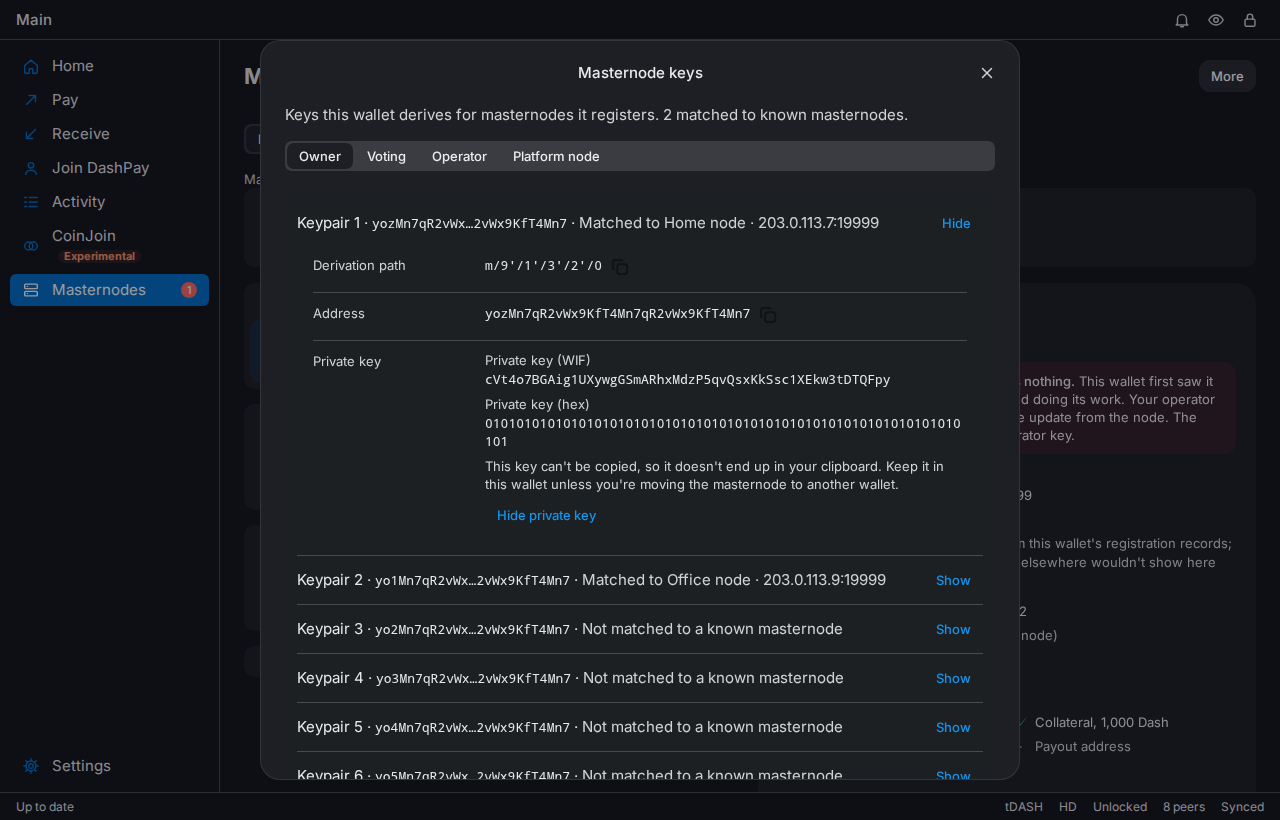 Main
Home
Pay
Receive
Join DashPay
Activity
CoinJoin
Experimental
Masternodes
1
Settings
More
Masternode keys
Keys this wallet derives for masternodes it registers. 2 matched to known masternodes.
Owner Voting Operator Platform node
Keypair 1 · yozMn7qR2vWx…2vWx9KfT4Mn7 · Matched to Home node · 203.0.113.7:19999 Hide
Derivation path m/9'/1'/3'/2'/0
Address yozMn7qR2vWx9KfT4Mn7qR2vWx9KfT4Mn7
Private key Private key (WIF)
cVt4o7BGAig1UXywgGSmARhxMdzP5qvQsxKkSsc1XEkw3tDTQFpy
Private key (hex)
0101010101010101010101010101010101010101010101010101010101010
101
This key can't be copied, so it doesn't end up in your clipboard. Keep it in
this wallet unless you're moving the masternode to another wallet.
Hide private key
Keypair 2 · yo1Mn7qR2vWx…2vWx9KfT4Mn7 · Matched to Office node · 203.0.113.9:19999 Show
Keypair 3 · yo2Mn7qR2vWx…2vWx9KfT4Mn7 · Not matched to a known masternode Show
Keypair 4 · yo3Mn7qR2vWx…2vWx9KfT4Mn7 · Not matched to a known masternode Show
Keypair 5 · yo4Mn7qR2vWx…2vWx9KfT4Mn7 · Not matched to a known masternode Show
Keypair 6 · yo5Mn7qR2vWx…2vWx9KfT4Mn7 · Not matched to a known masternode Show
nothing. This wallet first saw it
d doing its work. Your operator
update from the node. The
key.
this wallet's registration records;
elsewhere wouldn't show here
node)
Collateral, 1,000 Dash
Payout address
Up to date
tDASH HD Unlocked 8 peers Synced